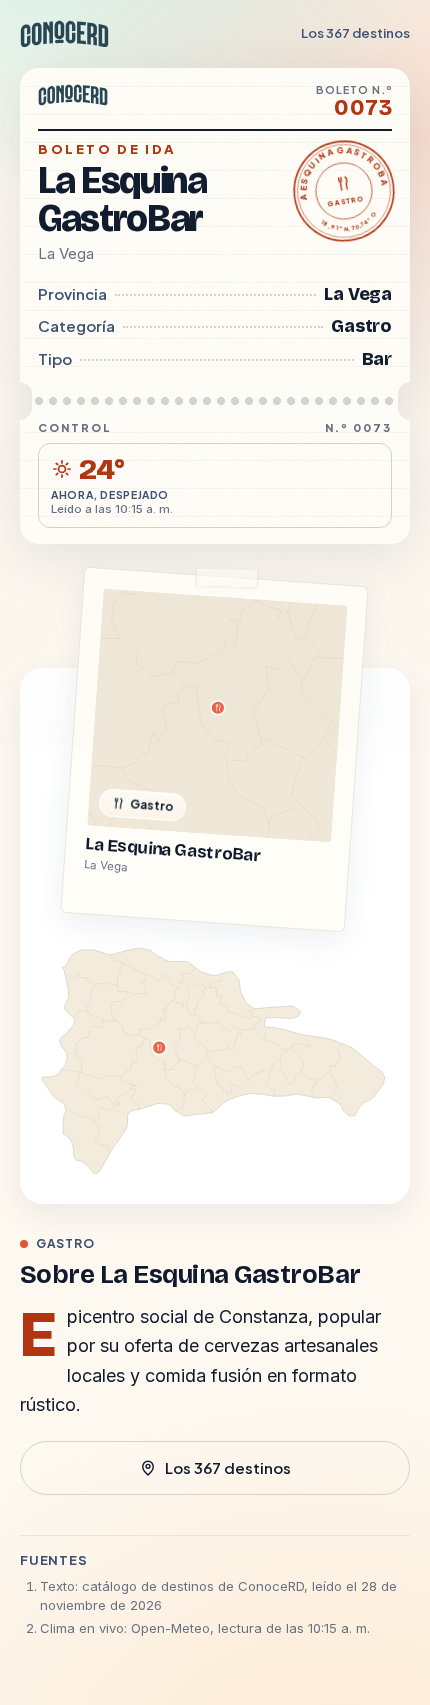 CONOCERD
Los 367 destinos
CONOCERD
BOLETO N.º
0073
BOLETO DE IDA
La Esquina
GastroBar
La Vega
GASTRO
Provincia La Vega
Categoría Gastro
Tipo Bar
CONTROL N.º 0073
24°
AHORA, DESPEJADO
Leído a las 10:15 a. m.
Gastro
La Esquina GastroBar
La Vega
GASTRO
Sobre La Esquina GastroBar
Epicentro social de Constanza, popular
por su oferta de cervezas artesanales
locales y comida fusión en formato
rústico.
Los 367 destinos
FUENTES
1. Texto: catálogo de destinos de ConoceRD, leído el 28 de
noviembre de 2026
2. Clima en vivo: Open-Meteo, lectura de las 10:15 a. m.